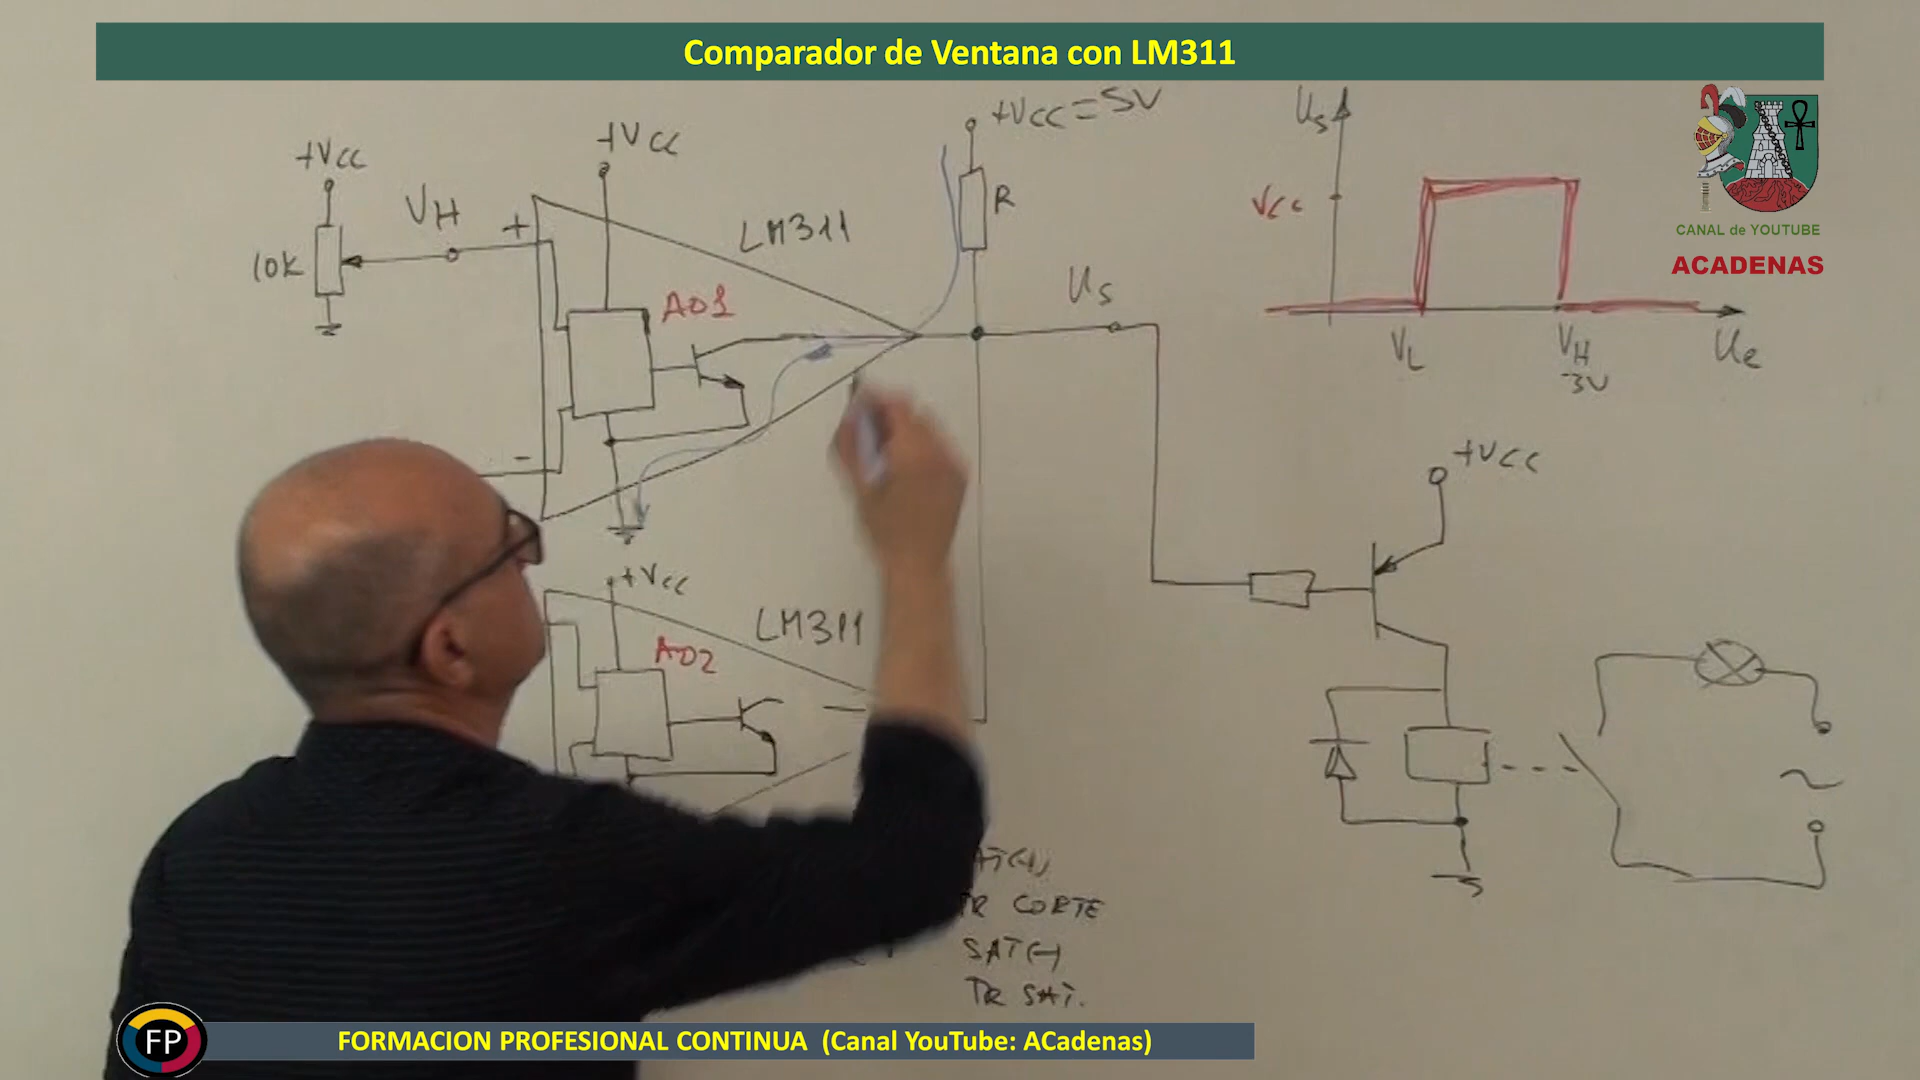 Comparador de Ventana con LM311
+VCC = 5V
Us
+VCC
+VCC
VH
+
LM311
R
VCC
10K
AO1
Us
VL
VH
3V
Ue
-
+VCC
+VCC
LM311
AO2
TR CORTE
SAT(-)
TR SAT.
CANAL de YOUTUBE
ACADENAS
FP
FORMACION PROFESIONAL CONTINUA (Canal YouTube: ACadenas)